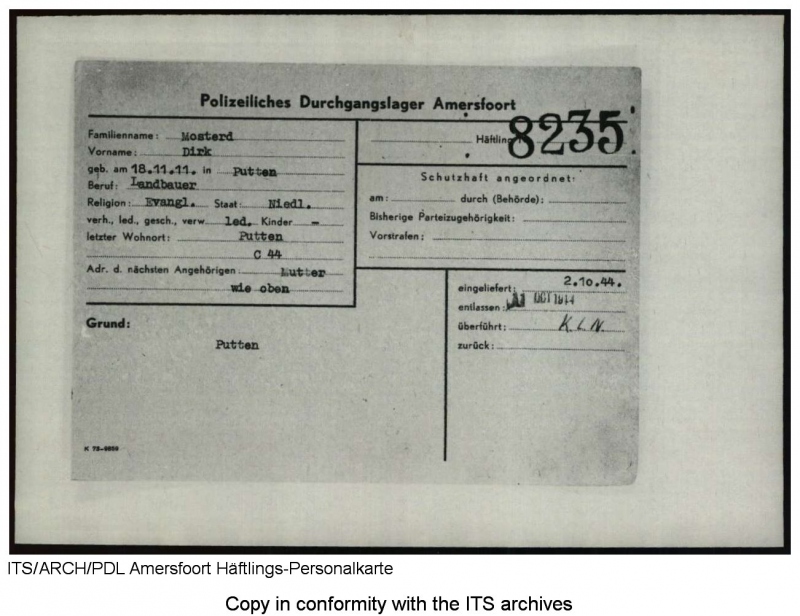 Polizeiliches Durchgangslager Amersfoort
Familienname: Mosterd
Vorname: Dirk
geb. am 18.11.11. in Putten
Beruf: Landbauer
Religion: Evangl. Staat: Niedl.
verh., led., gesch., verw led. Kinder -
letzter Wohnort: Putten
C 44
Adr. d. nächsten Angehörigen Mutter
wie oben
Häftling 8235
Schutzhaft angeordnet:
am: durch (Behörde):
Bisherige Parteizugehörigkeit:
Vorstrafen:
Grund:
Putten
eingeliefert: 2.10.44.
entlassen: OCT 1944
überführt: K.L.N.
zurück:
ITS/ARCH/PDL Amersfoort Häftlings-Personalkarte
Copy in conformity with the ITS archives